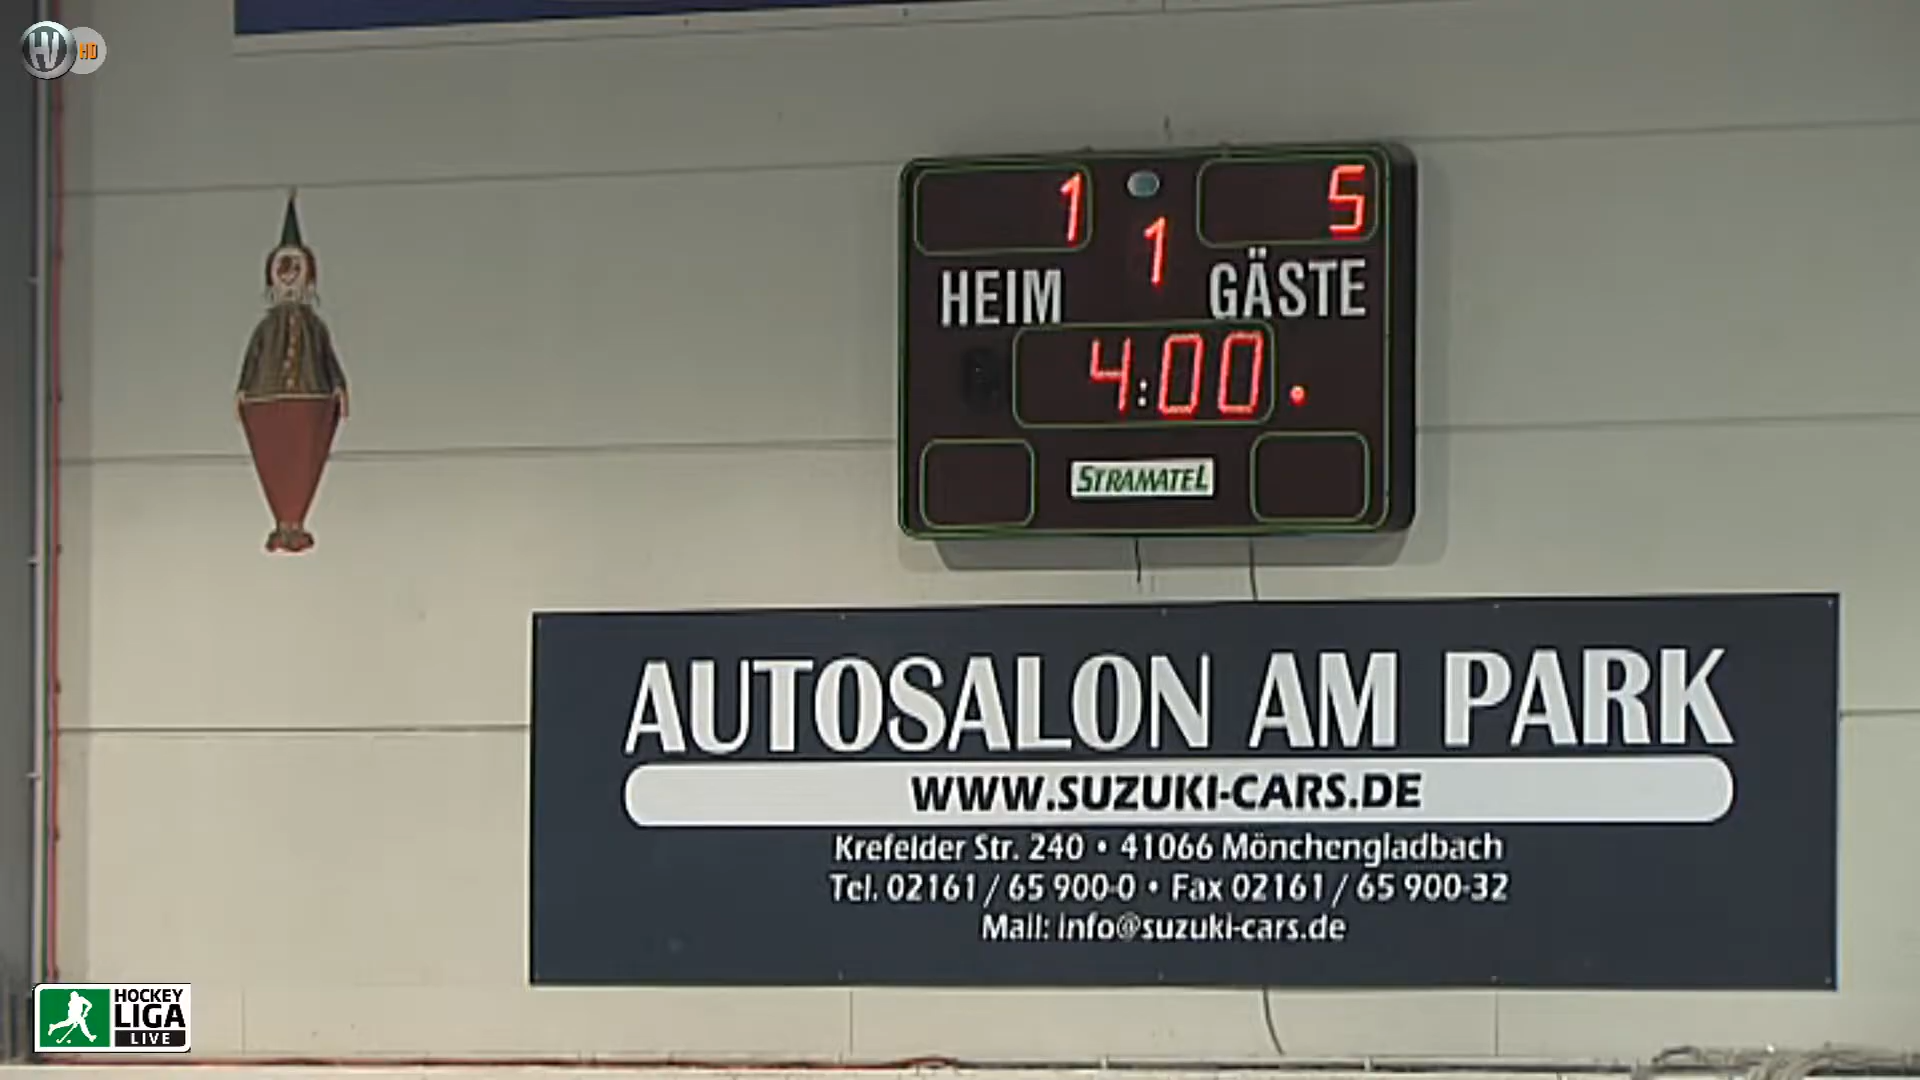 HV HD
1 5
1
HEIM GÄSTE
4:00
STRAMATEL
AUTOSALON AM PARK
WWW.SUZUKI-CARS.DE
Krefelder Str. 240 • 41066 Mönchengladbach
Tel. 02161 / 65 900-0 • Fax 02161 / 65 900-32
Mail: info@suzuki-cars.de
HOCKEY
LIGA
LIVE